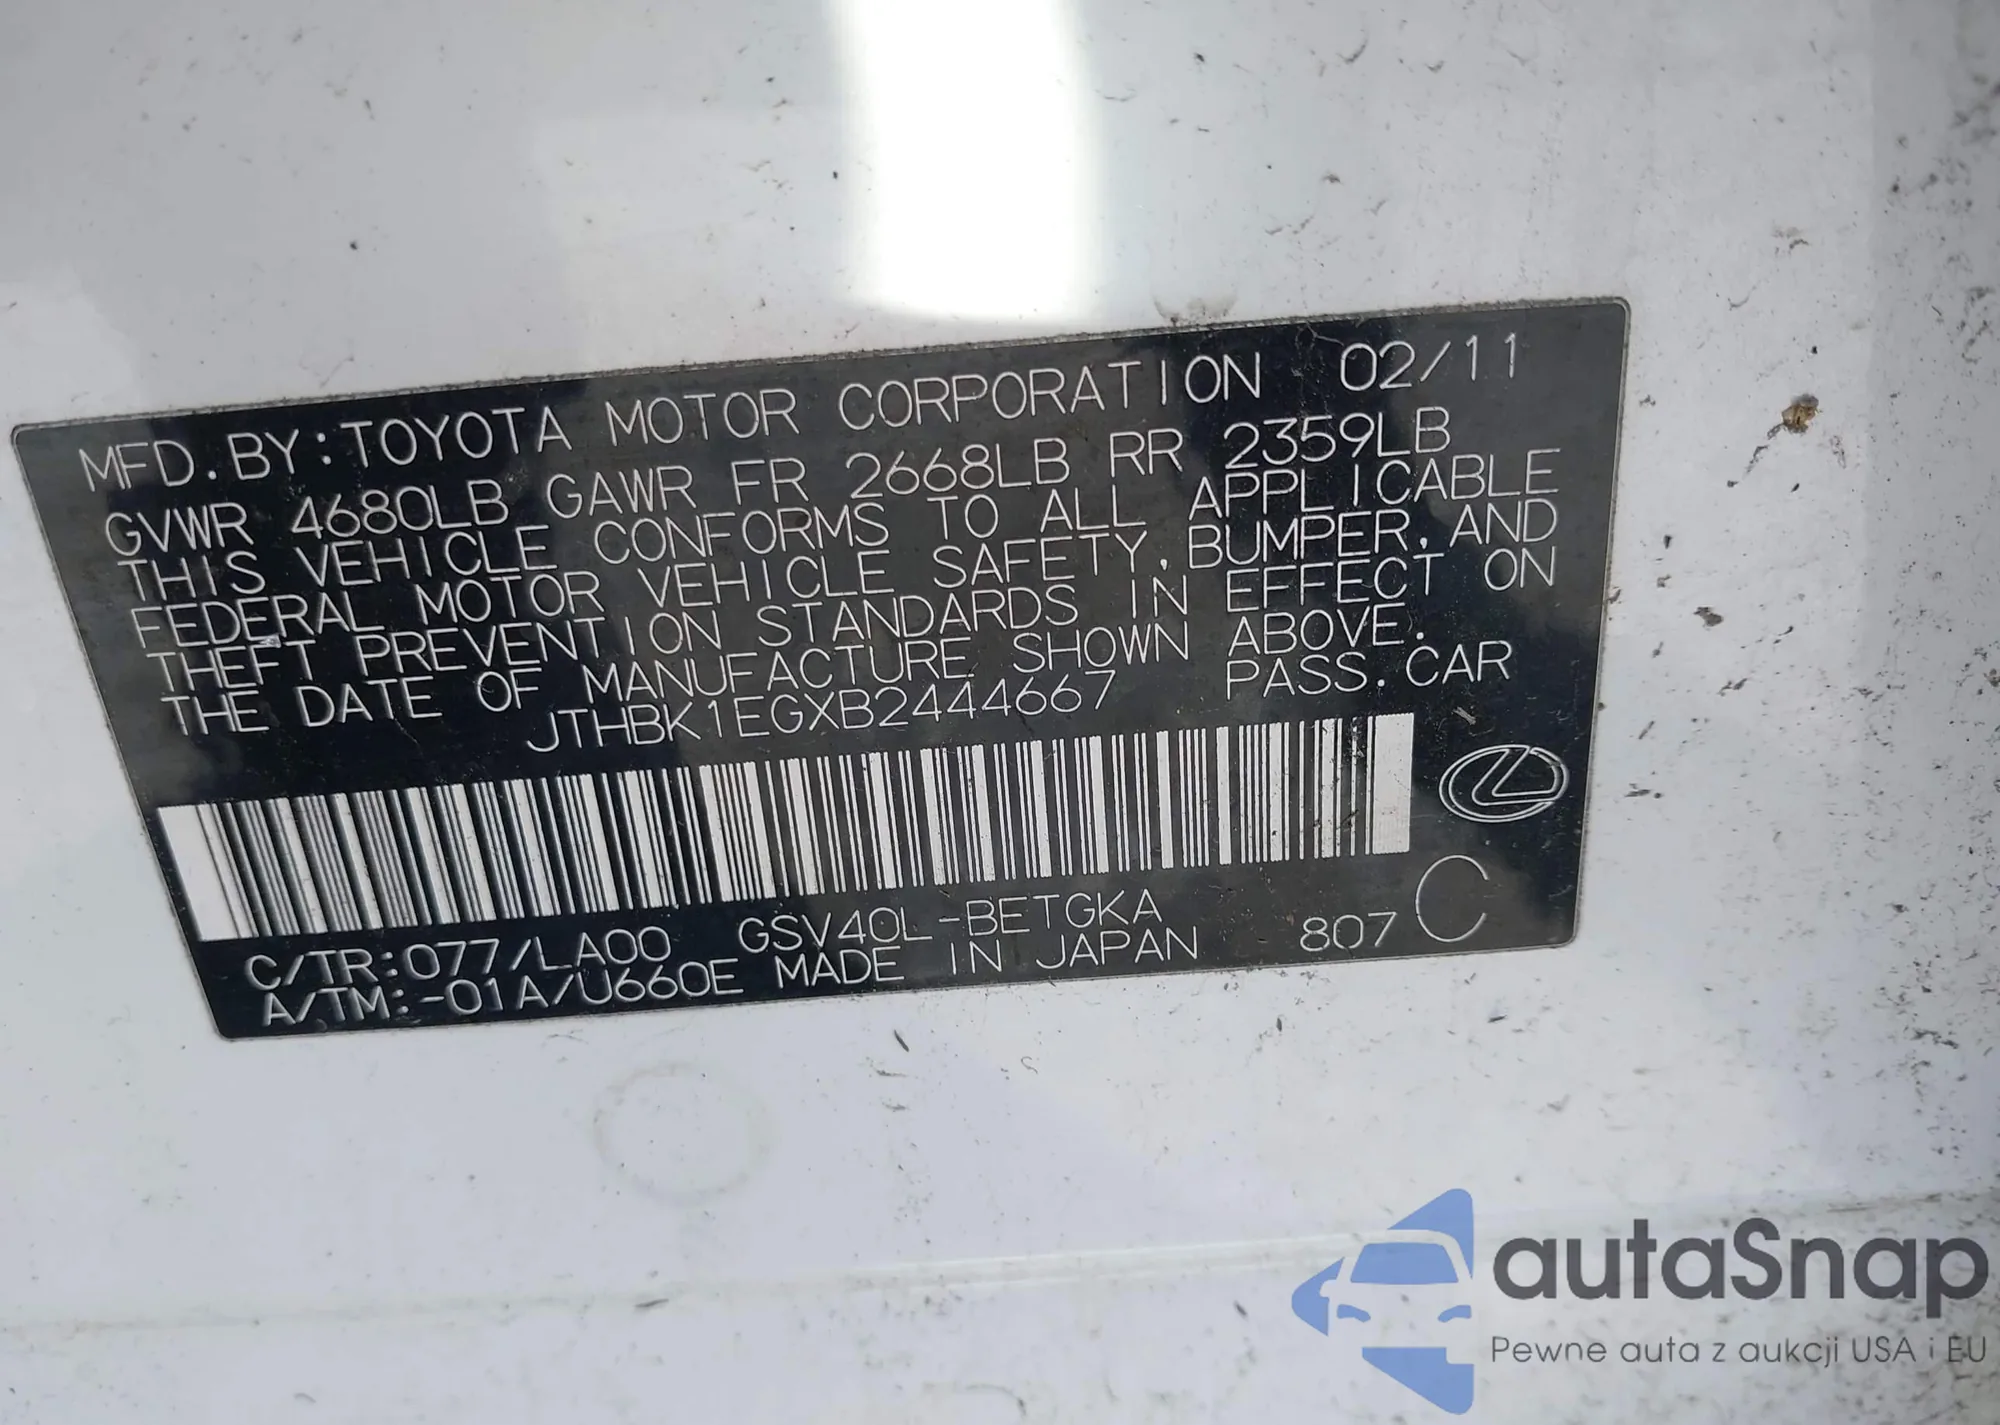 MFD. BY: TOYOTA MOTOR CORPORATION 02/11
GVWR 4680LB GAWR FR 2668LB RR 2359LB
THIS VEHICLE CONFORMS TO ALL APPLICABLE
FEDERAL MOTOR VEHICLE SAFETY, BUMPER, AND
THEFT PREVENTION STANDARDS IN EFFECT ON
THE DATE OF MANUFACTURE SHOWN ABOVE.
JTHBK1EGXB2444667 PASS. CAR
C/TR: 077/LA00 GSV40L-BETGKA
A/TM: -01A/U660E MADE IN JAPAN 807 C
autaSnap
Pewne auta z aukcji USA i EU